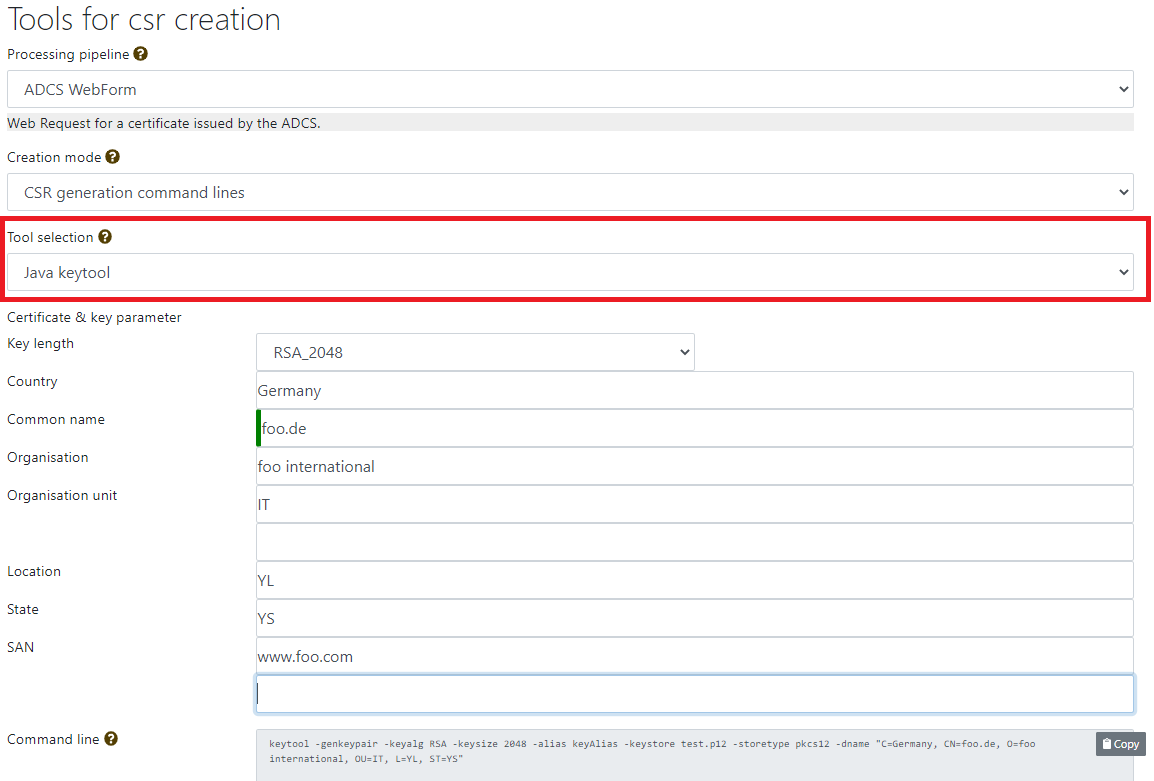 Tools for csr creation
Processing pipeline
ADCS WebForm
Web Request for a certificate issued by the ADCS.
Creation mode
CSR generation command lines
Tool selection
Java keytool
Certificate & key parameter
Key length
RSA_2048
Country
Germany
Common name
foo.de
Organisation
foo international
Organisation unit
IT
Location
YL
State
YS
SAN
www.foo.com
Command line
keytool -genkeypair -keyalg RSA -keysize 2048 -alias keyAlias -keystore test.p12 -storetype pkcs12 -dname "C=Germany, CN=foo.de, O=foo
international, OU=IT, L=YL, ST=YS"
Copy